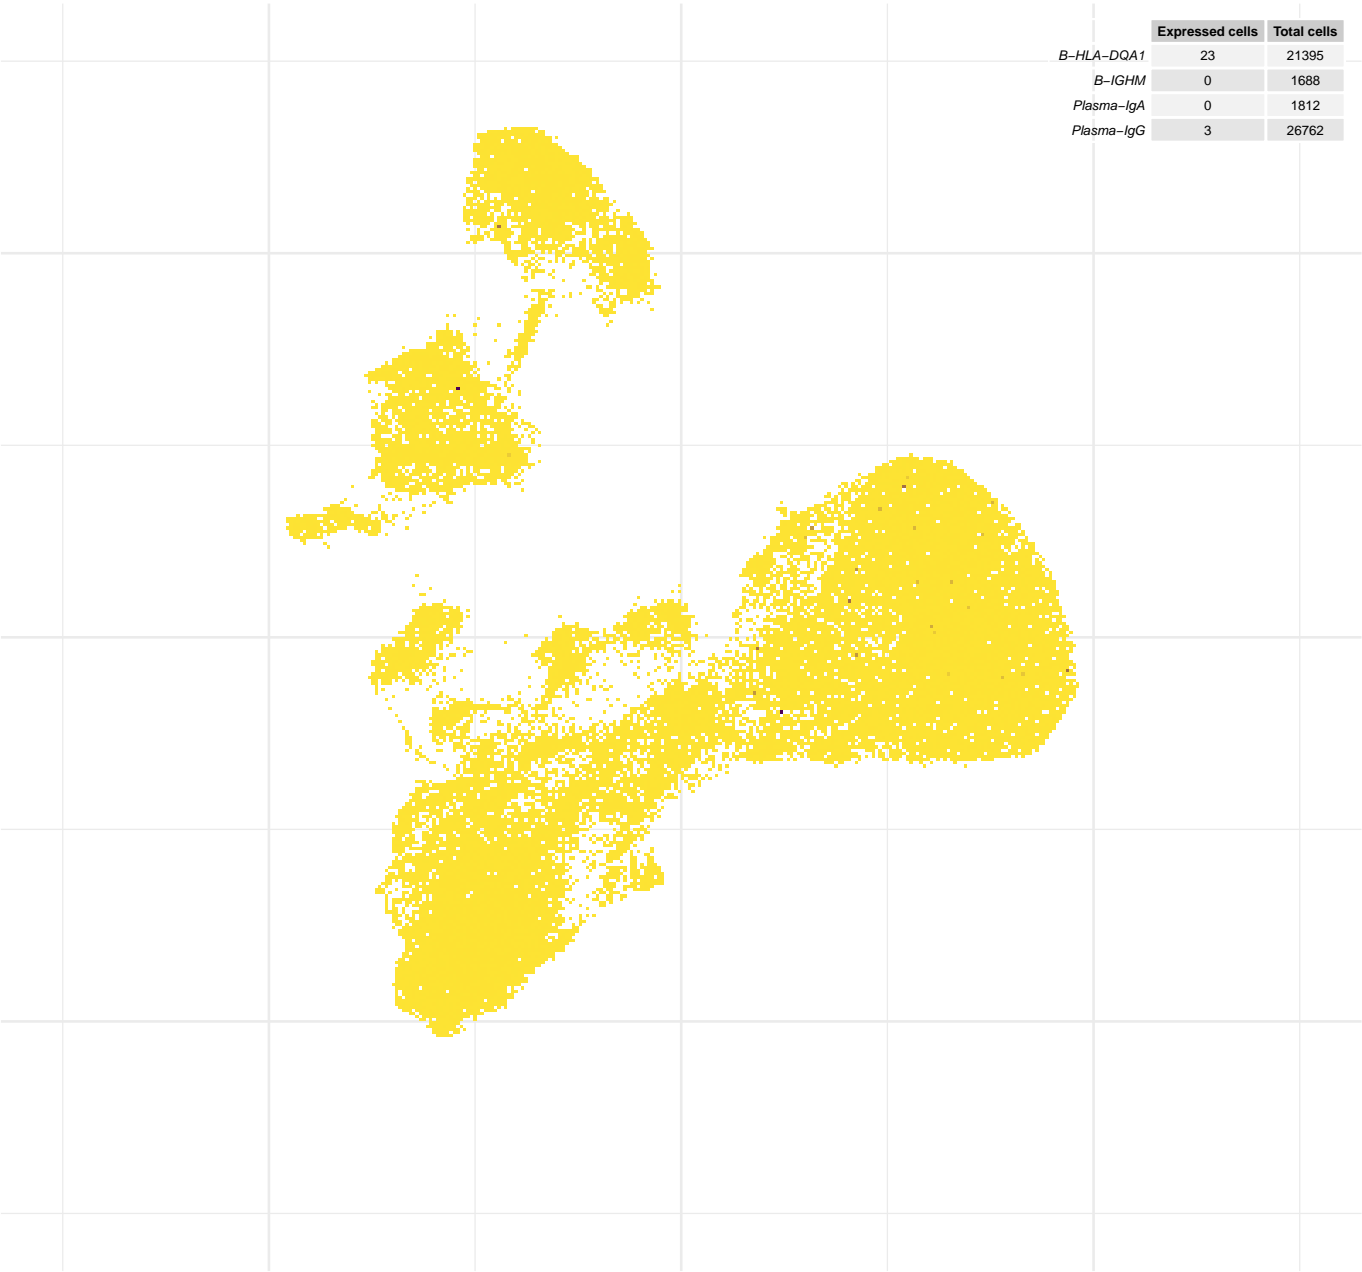 Expressed cells Total cells
B−HLA−DQA1 23 21395
B−IGHM 0 1688
Plasma−IgA 0 1812
Plasma−IgG 3 26762